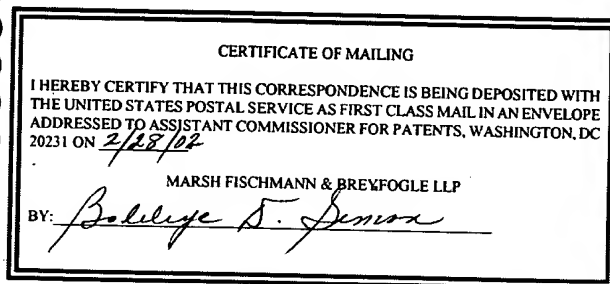 CERTIFICATE OF MAILING
I HEREBY CERTIFY THAT THIS CORRESPONDENCE IS BEING DEPOSITED WITH
THE UNITED STATES POSTAL SERVICE AS FIRST CLASS MAIL IN AN ENVELOPE
ADDRESSED TO ASSISTANT COMMISSIONER FOR PATENTS, WASHINGTON, DC
20231 ON 2/28/02
MARSH FISCHMANN & BREYFOGLE LLP
BY: